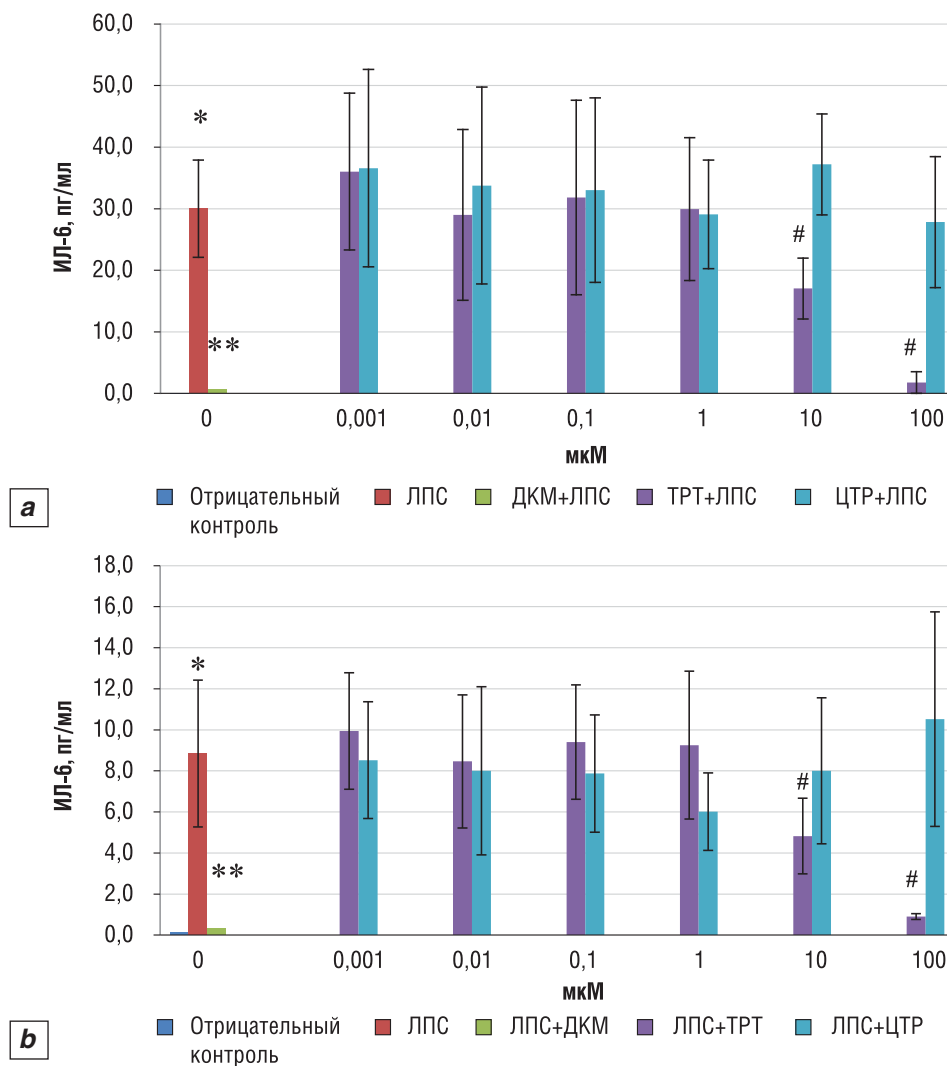 60,0
50,0
40,0
30,0
20,0
10,0
0,0
ИЛ-6, пг/мл
*
**
#
#
0 0,001 0,01 0,1 1 10 100
мкМ
a
Отрицательный контроль ЛПС ДКМ+ЛПС ТРТ+ЛПС ЦТР+ЛПС
18,0
16,0
14,0
12,0
10,0
8,0
6,0
4,0
2,0
0,0
ИЛ-6, пг/мл
*
**
#
#
0 0,001 0,01 0,1 1 10 100
мкМ
b
Отрицательный контроль ЛПС ЛПС+ДКМ ЛПС+ТРТ ЛПС+ЦТР